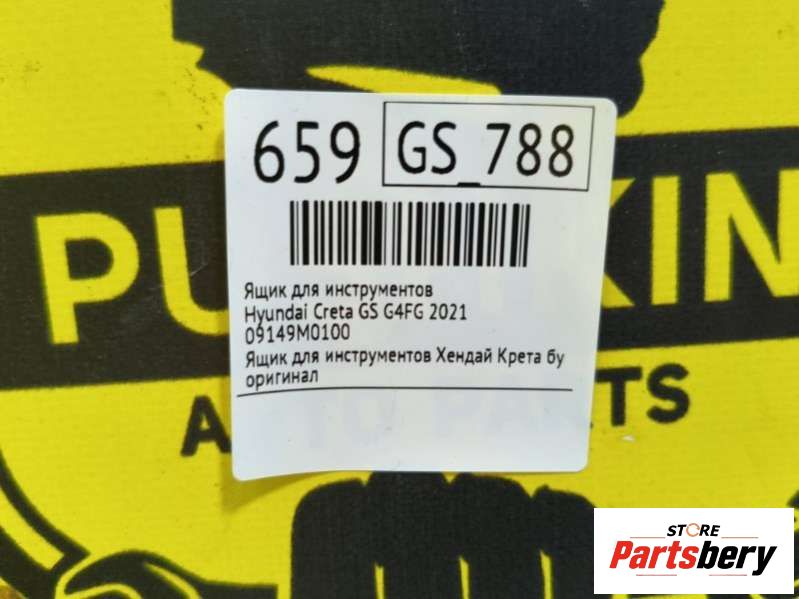 659 GS_788
Ящик для инструментов
Hyundai Creta GS G4FG 2021
09149M0100
Ящик для инструментов Хендай Крета бу
оригинал
STORE
Partsbery